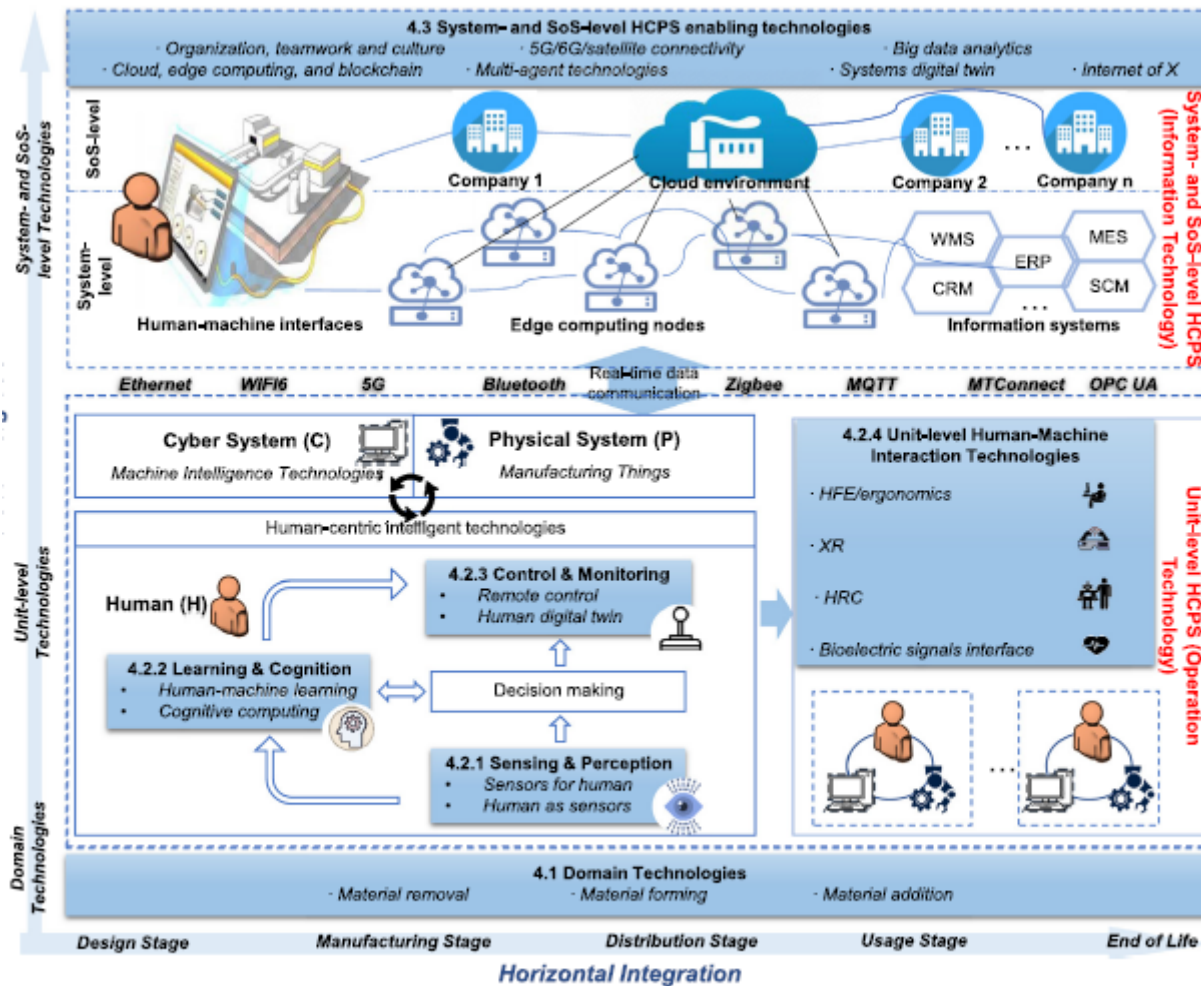 4.3 System- and SoS-level HCPS enabling technologies
· Organization, teamwork and culture · 5G/6G/satellite connectivity · Big data analytics
· Cloud, edge computing, and blockchain · Multi-agent technologies · Systems digital twin · Internet of X
System- and SoS-
level Technologies
SoS-level
Company 1
Cloud environment
Company 2
...
Company n
System-
level
WMS
MES
ERP
CRM
SCM
...
Human-machine interfaces
Edge computing nodes
Information systems
System- and SoS-level HCPS
(Information Technology)
Ethernet WIFI6 5G Bluetooth Real-time data Zigbee MQTT MTConnect OPC UA
communication
Cyber System (C)
Machine Intelligence Technologies
Physical System (P)
Manufacturing Things
Human-centric intelligent technologies
Unit-level
Technologies
Human (H)
4.2.3 Control & Monitoring
• Remote control
• Human digital twin
4.2.2 Learning & Cognition
• Human-machine learning
• Cognitive computing
Decision making
4.2.1 Sensing & Perception
• Sensors for human
• Human as sensors
4.2.4 Unit-level Human-Machine
Interaction Technologies
· HFE/ergonomics
· XR
· HRC
· Bioelectric signals interface
...
Unit-level HCPS (Operation
Technology)
Domain
Technologies
4.1 Domain Technologies
· Material removal · Material forming · Material addition
Design Stage Manufacturing Stage Distribution Stage Usage Stage End of Life
Horizontal Integration